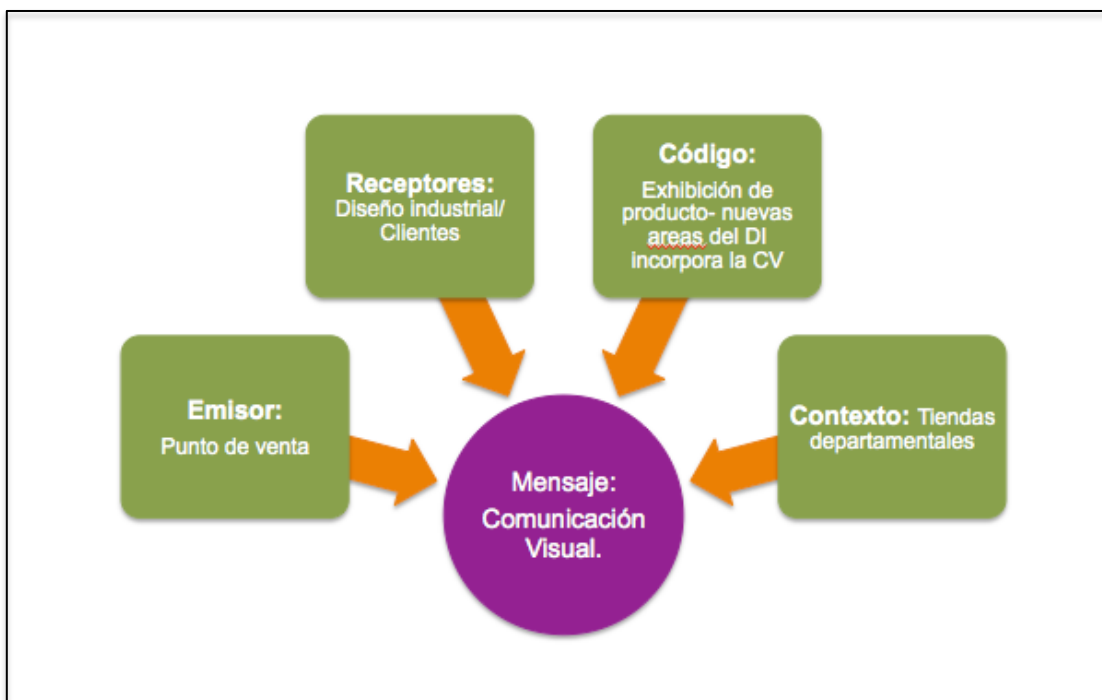 Receptores:
Diseño industrial/
Clientes
Código:
Exhibición de
producto- nuevas
areas del DI
incorpora la CV
Emisor:
Punto de venta
Contexto: Tiendas
departamentales
Mensaje:
Comunicación
Visual.